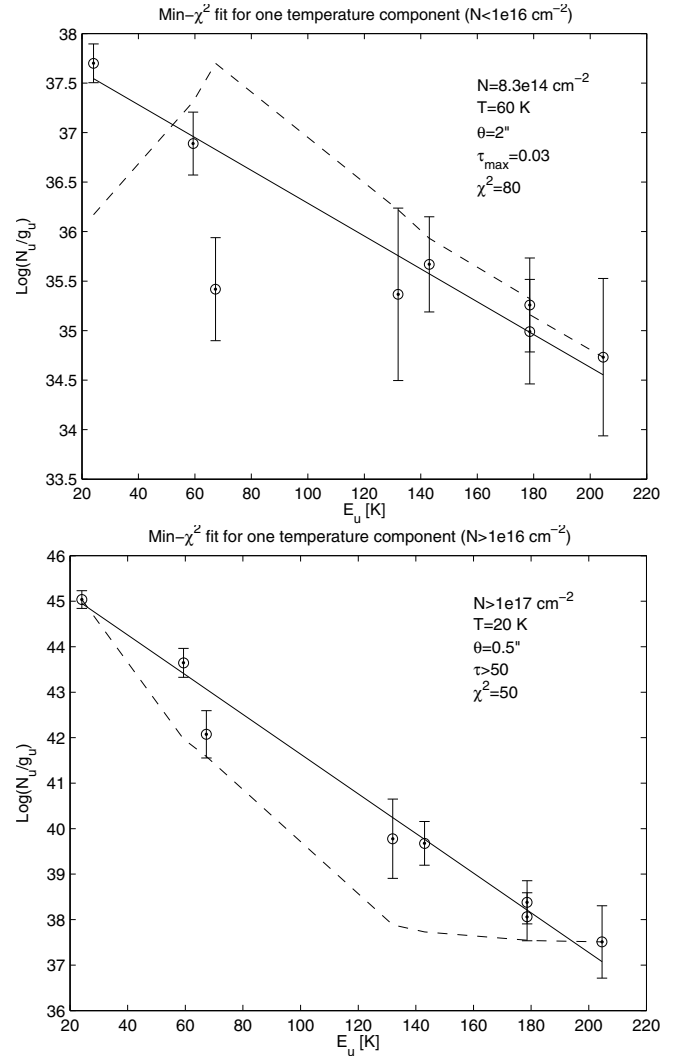 Min−χ² fit for one temperature component (N<1e16 cm⁻²)
38
37.5
37
36.5
36
35.5
35
34.5
34
33.5
Log(N_u/g_u)
N=8.3e14 cm⁻²
T=60 K
θ=2"
τ_max=0.03
χ²=80
20 40 60 80 100 120 140 160 180 200 220
E_u [K]
Min−χ² fit for one temperature component (N>1e16 cm⁻²)
46
45
44
43
42
41
40
39
38
37
36
Log(N_u/g_u)
N>1e17 cm⁻²
T=20 K
θ=0.5"
τ>50
χ²=50
20 40 60 80 100 120 140 160 180 200 220
E_u [K]